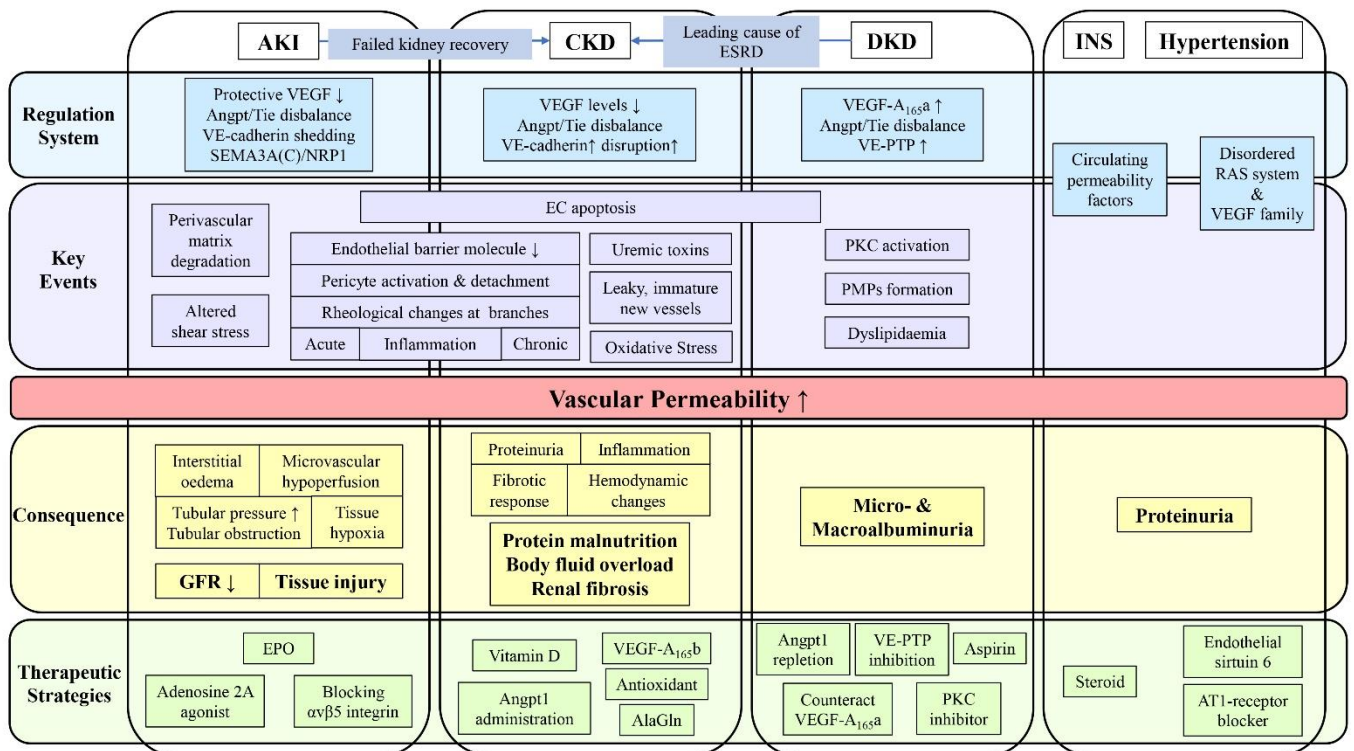 AKI
Failed kidney recovery
CKD
Leading cause of
ESRD
DKD
INS
Hypertension
Regulation
System
Protective VEGF ↓
Angpt/Tie disbalance
VE-cadherin shedding
SEMA3A(C)/NRP1
VEGF levels ↓
Angpt/Tie disbalance
VE-cadherin↑ disruption↑
VEGF-A₁₆₅a ↑
Angpt/Tie disbalance
VE-PTP ↑
Circulating
permeability
factors
Disordered
RAS system
&
VEGF family
Key
Events
EC apoptosis
Perivascular
matrix
degradation
Altered
shear stress
Endothelial barrier molecule ↓
Pericyte activation & detachment
Rheological changes at branches
Acute
Inflammation
Chronic
Uremic toxins
Leaky, immature
new vessels
Oxidative Stress
PKC activation
PMPs formation
Dyslipidaemia
Vascular Permeability ↑
Consequence
Interstitial
oedema
Microvascular
hypoperfusion
Tubular pressure ↑
Tubular obstruction
Tissue
hypoxia
GFR ↓
Tissue injury
Proteinuria
Inflammation
Fibrotic
response
Hemodynamic
changes
Protein malnutrition
Body fluid overload
Renal fibrosis
Micro- &
Macroalbuminuria
Proteinuria
Therapeutic
Strategies
EPO
Adenosine 2A
agonist
Blocking
αvβ5 integrin
Vitamin D
Angpt1
administration
VEGF-A₁₆₅b
Antioxidant
AlaGln
Angpt1
repletion
VE-PTP
inhibition
Aspirin
Counteract
VEGF-A₁₆₅a
PKC
inhibitor
Steroid
Endothelial
sirtuin 6
AT1-receptor
blocker